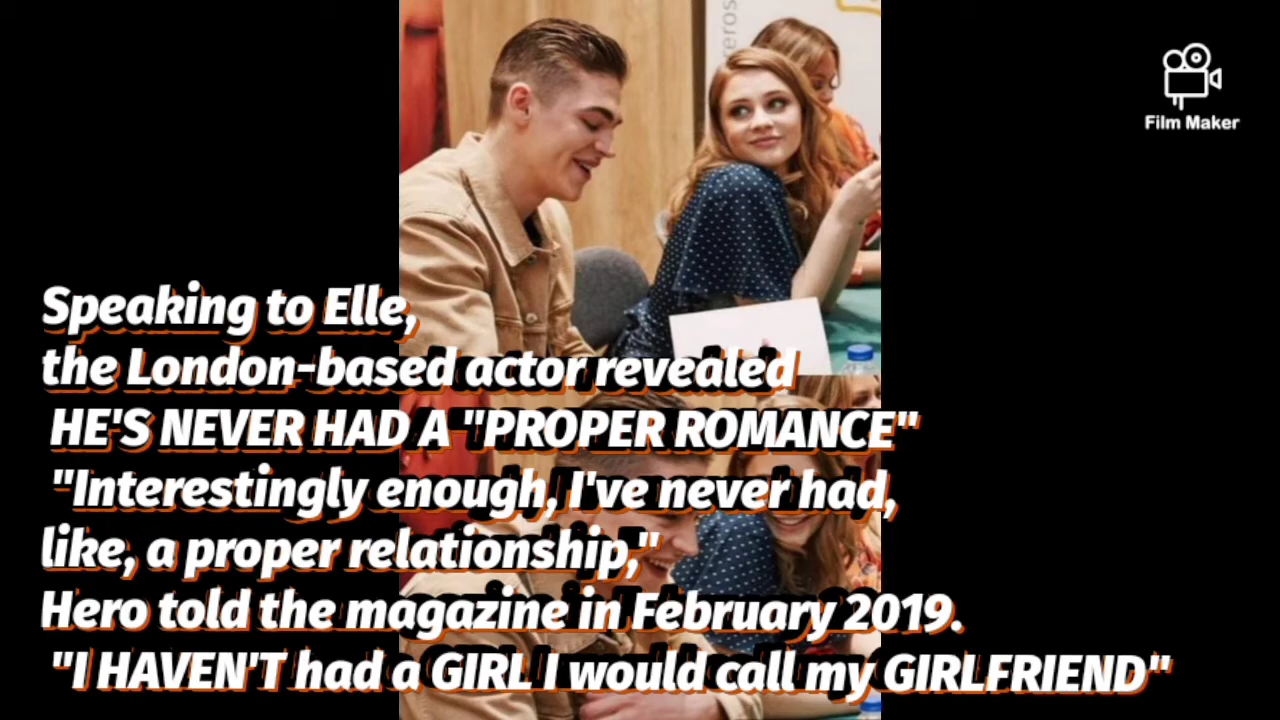 reros
Film Maker
Speaking to Elle,
the London-based actor revealed
HE'S NEVER HAD A "PROPER ROMANCE"
"Interestingly enough, I've never had,
like, a proper relationship,"
Hero told the magazine in February 2019.
"I HAVEN'T had a GIRL I would call my GIRLFRIEND"